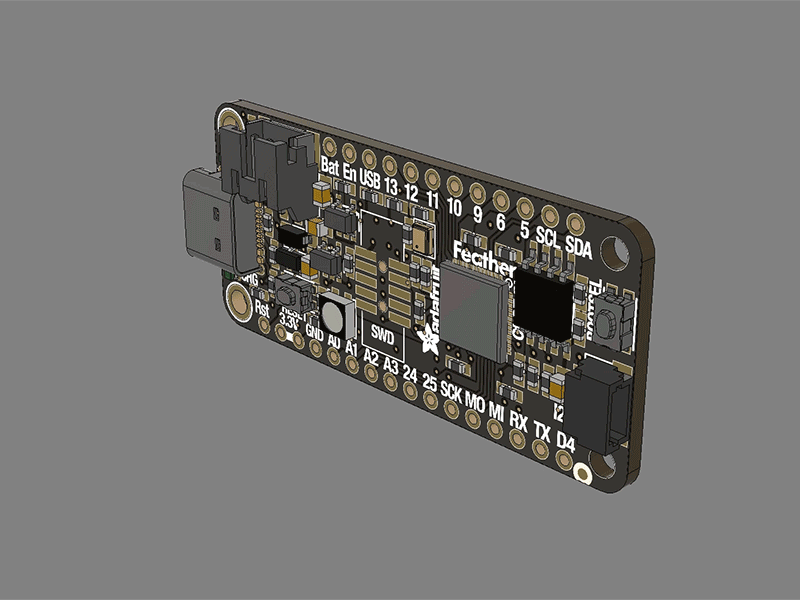 Bat En USB 13 12 11 10 9 6 5 SCL SDA
Feather
adafruit
Rst 3.3V GND A0 A1 A2 A3 24 25 SCK MO MI RX TX D4
SWD